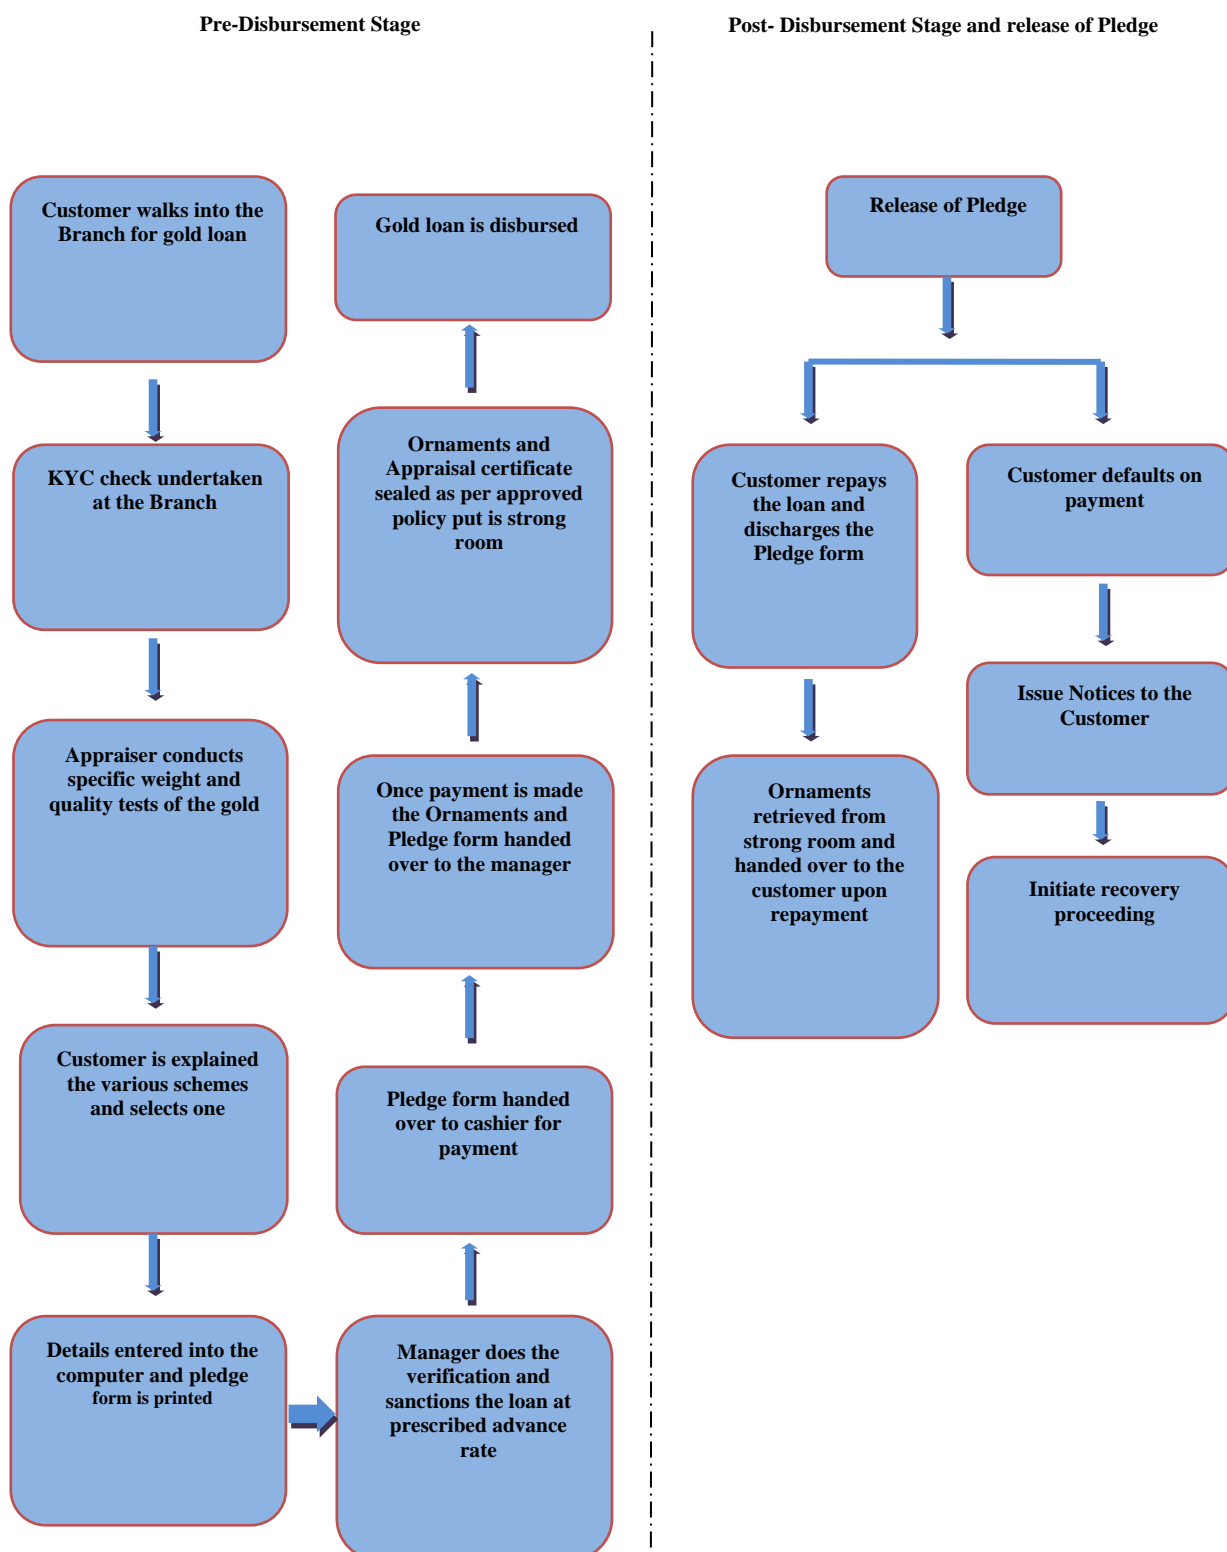 Pre-Disbursement Stage
Customer walks into the
Branch for gold loan
KYC check undertaken
at the Branch
Appraiser conducts
specific weight and
quality tests of the gold
Customer is explained
the various schemes
and selects one
Details entered into the
computer and pledge
form is printed
Manager does the
verification and
sanctions the loan at
prescribed advance
rate
Pledge form handed
over to cashier for
payment
Once payment is made
the Ornaments and
Pledge form handed
over to the manager
Ornaments and
Appraisal certificate
sealed as per approved
policy put is strong
room
Gold loan is disbursed
Post- Disbursement Stage and release of Pledge
Release of Pledge
Customer repays
the loan and
discharges the
Pledge form
Ornaments
retrieved from
strong room and
handed over to the
customer upon
repayment
Customer defaults on
payment
Issue Notices to the
Customer
Initiate recovery
proceeding